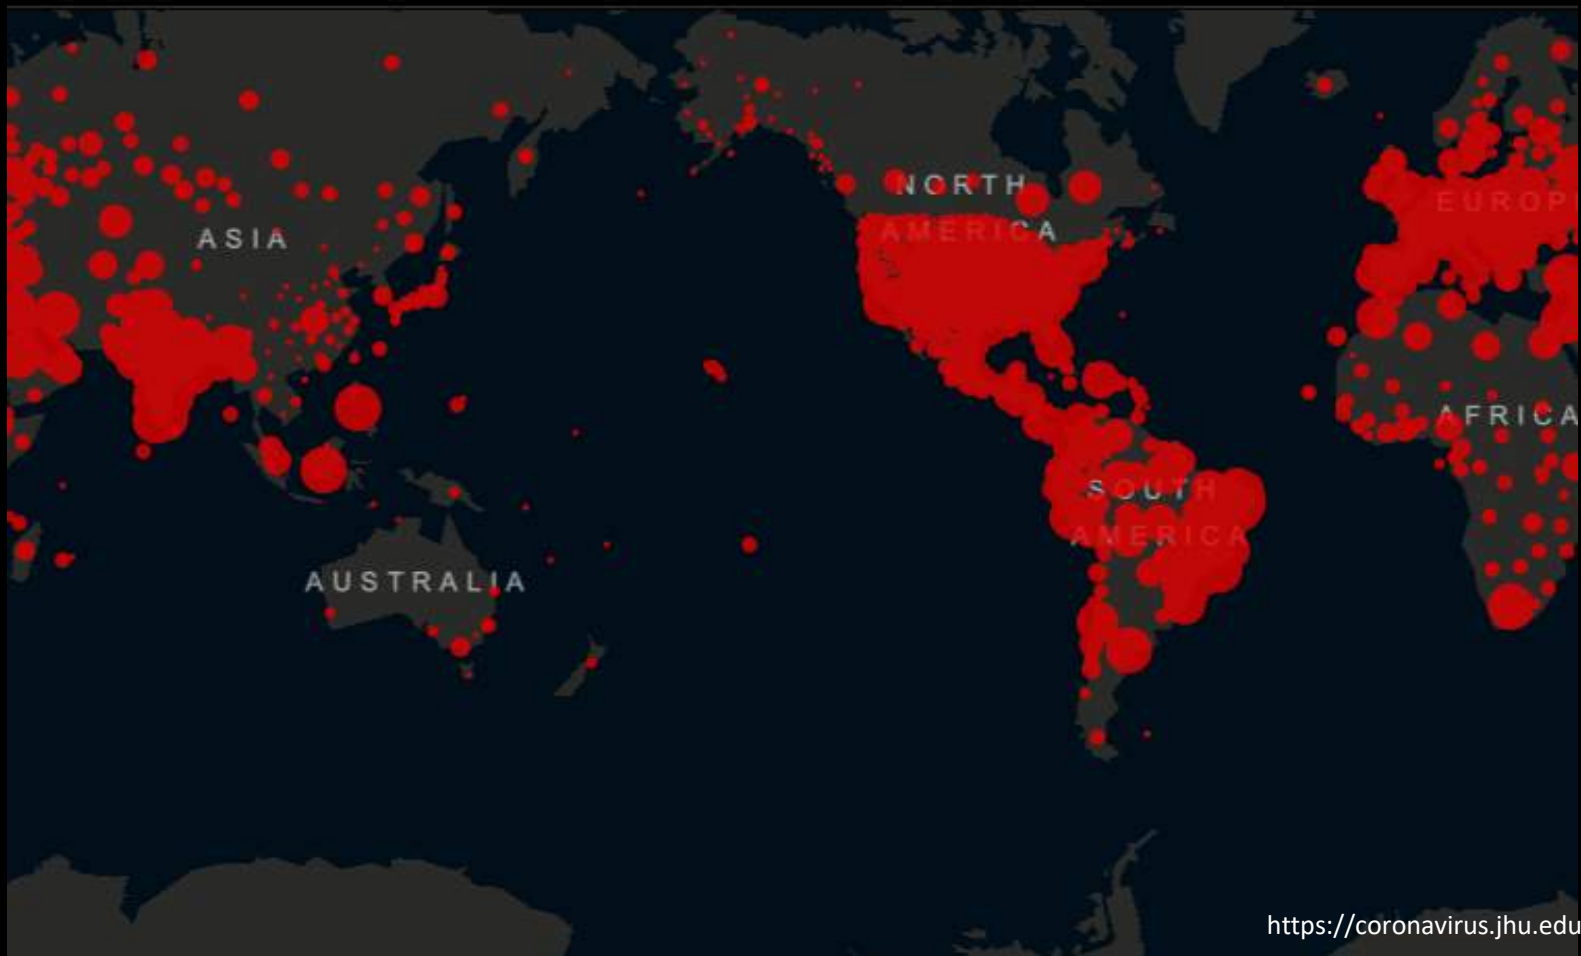 NORTH
AMERICA
EUROP
ASIA
AFRICA
SOUTH
AMERICA
AUSTRALIA
https://coronavirus.jhu.edu